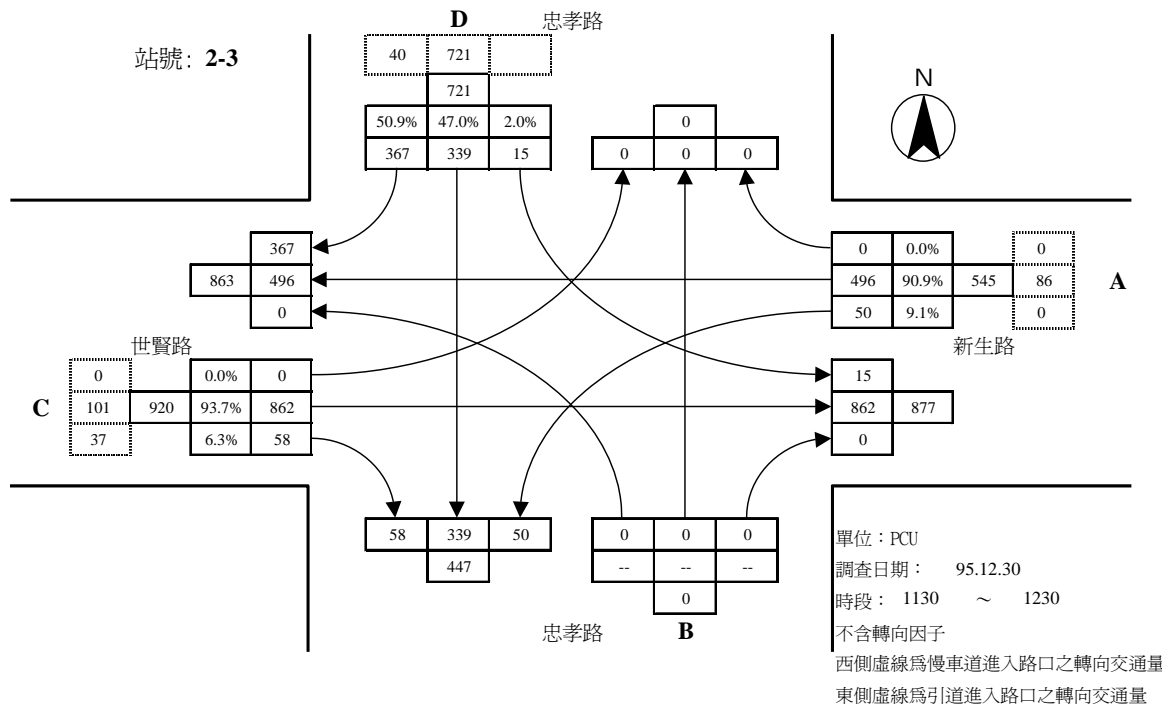 D 忠孝路
站號: 2-3
40 721
721
50.9% 47.0% 2.0%
367 339 15
0
0 0 0
N
367
863 496
0
0 0.0% 0
496 90.9% 545 86
50 9.1% 0
A
世賢路
新生路
C
0 0.0% 0
101 920 93.7% 862
37 6.3% 58
15
862 877
0
58 339 50
447
0 0 0
-- -- --
0
忠孝路 B
單位：PCU
調查日期： 95.12.30
時段： 1130 ～ 1230
不含轉向因子
西側虛線為慢車道進入路口之轉向交通量
東側虛線為引道進入路口之轉向交通量